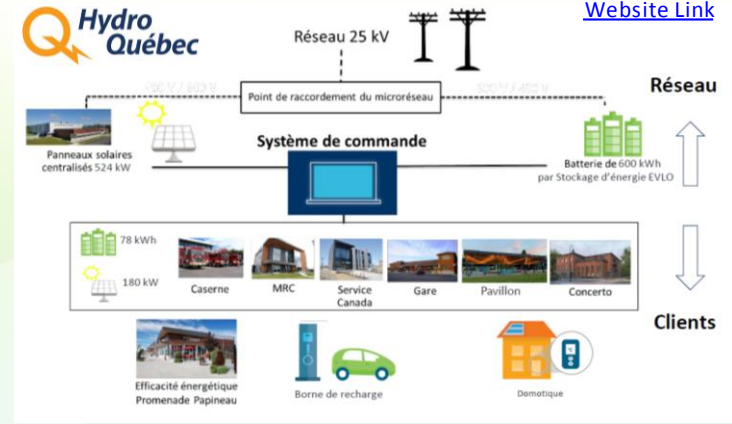 Hydro
Québec
Website Link
Réseau 25 kV
Réseau
Point de raccordement du microréseau
Panneaux solaires
centralisés 524 kW
Système de commande
Batterie de 600 kWh
par Stockage d'énergie EVLO
78 kWh
180 kW
Caserne
MRC
Service
Canada
Gare
Pavillon
Concerto
Clients
Efficacité énergétique
Promenade Papineau
Borne de recharge
Domotique